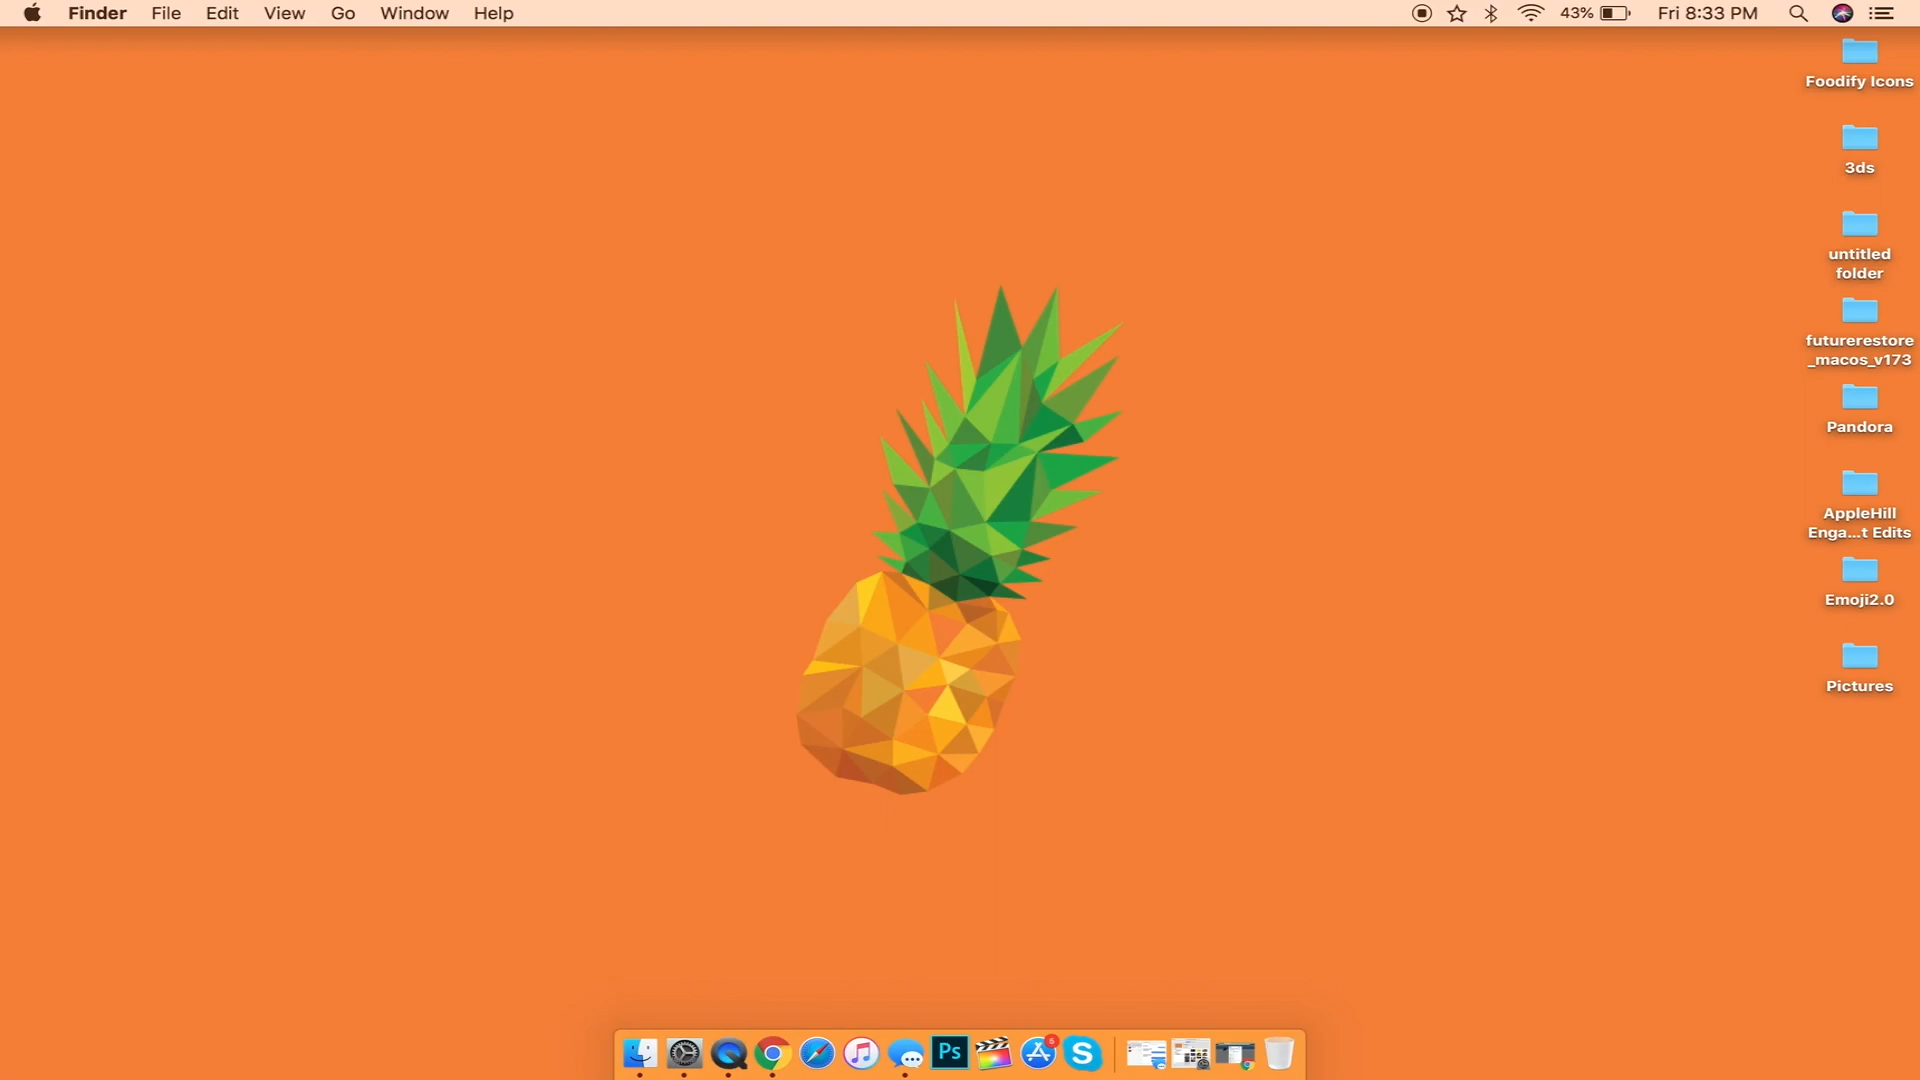 Finder File Edit View Go Window Help 43% Fri 8:33 PM
Foodify Icons
3ds
untitled
folder
futurerestore
_macos_v173
Pandora
AppleHill
Enga...t Edits
Emoji2.0
Pictures
Ps
5
S